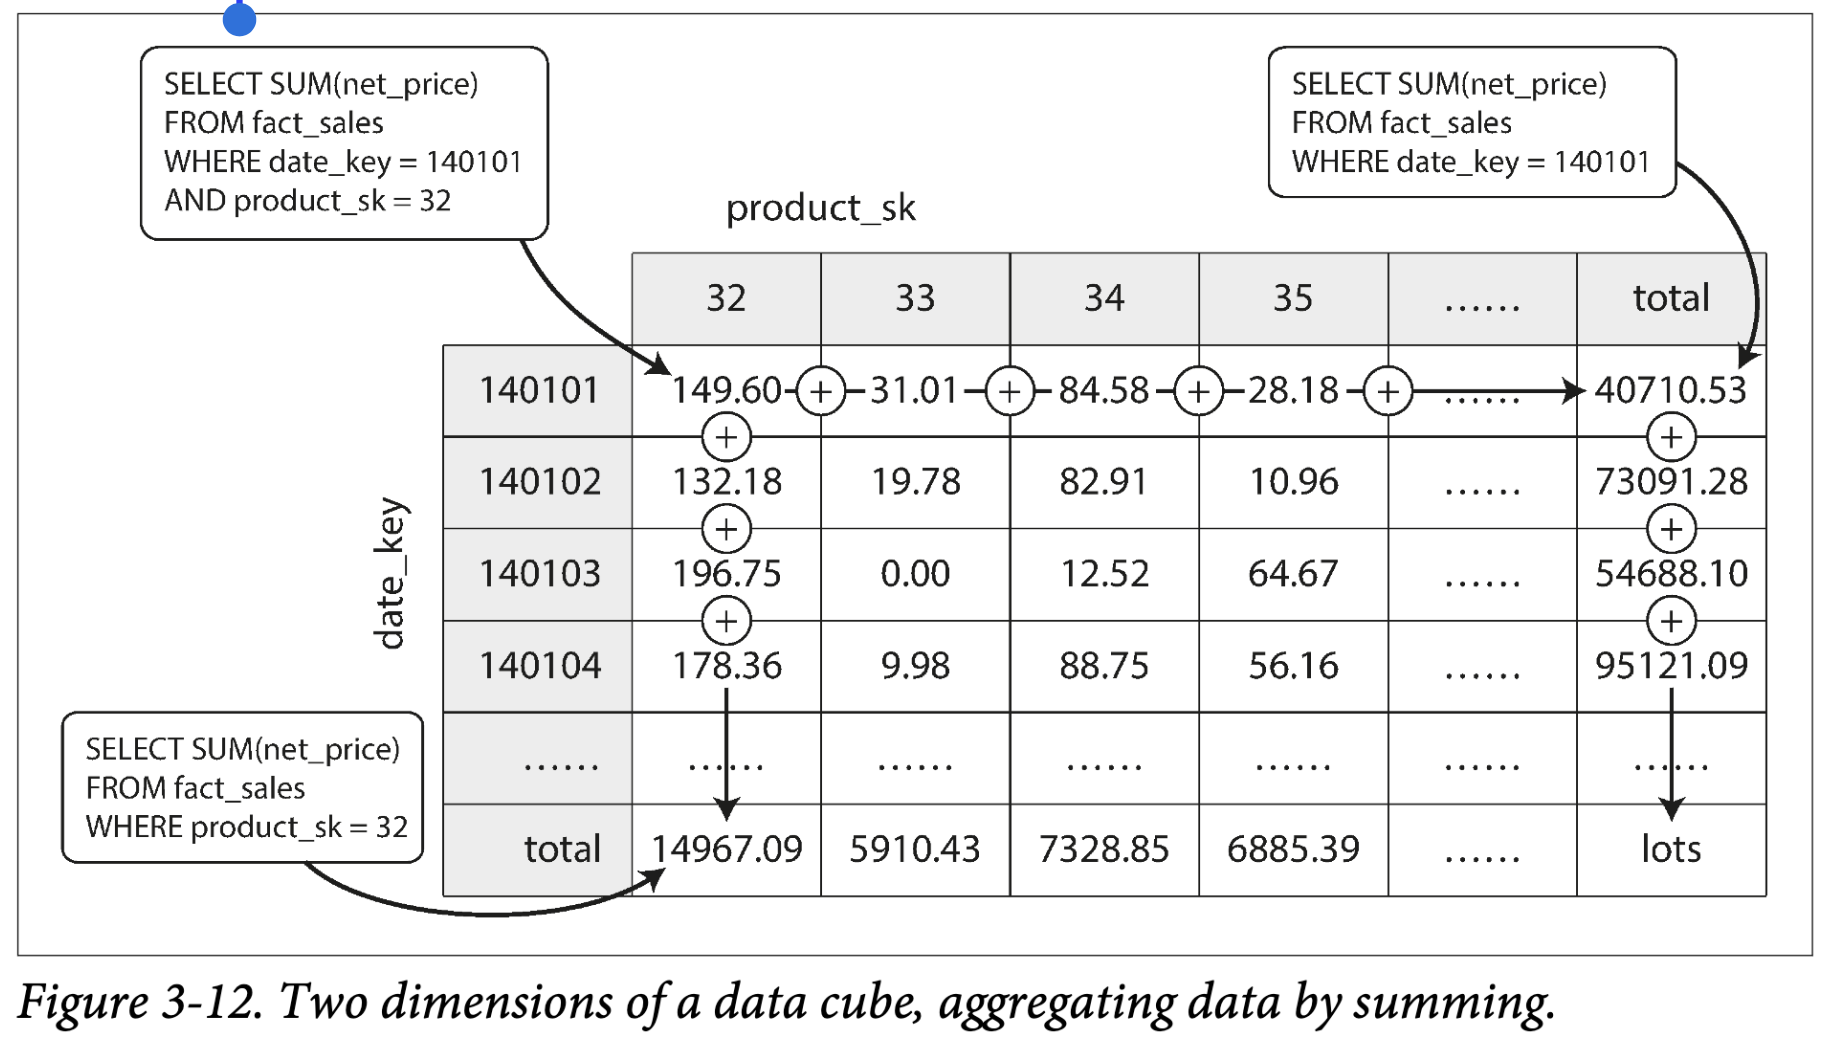 SELECT SUM(net_price)
FROM fact_sales
WHERE date_key = 140101
AND product_sk = 32
SELECT SUM(net_price)
FROM fact_sales
WHERE date_key = 140101
product_sk
32 33 34 35 ...... total
140101 149.60 + 31.01 + 84.58 + 28.18 + ...... 40710.53
+ +
140102 132.18 19.78 82.91 10.96 ...... 73091.28
+ +
140103 196.75 0.00 12.52 64.67 ...... 54688.10
+ +
140104 178.36 9.98 88.75 56.16 ...... 95121.09
...... ...... ...... ...... ...... ...... ......
total 14967.09 5910.43 7328.85 6885.39 ...... lots
date_key
SELECT SUM(net_price)
FROM fact_sales
WHERE product_sk = 32
Figure 3-12. Two dimensions of a data cube, aggregating data by summing.